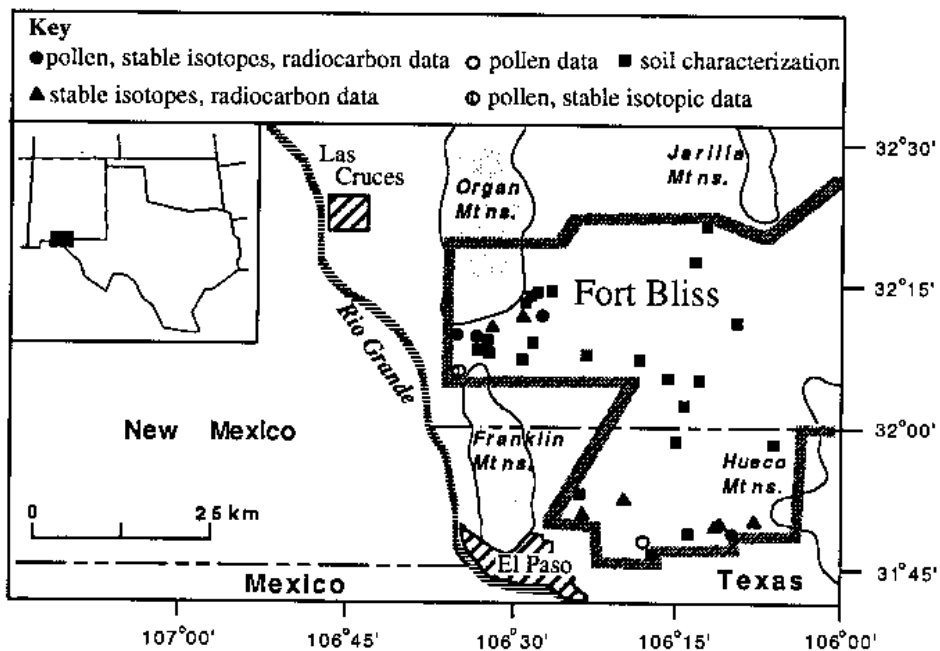 Key
pollen, stable isotopes, radiocarbon data
pollen data
soil characterization
stable isotopes, radiocarbon data
pollen, stable isotopic data
Las
Cruces
Organ
Mtns.
Jarilla
Mtns.
32°30'
Fort Bliss
32°15'
Rio Grande
New Mexico
Franklin
Mtns.
Hueco
Mtns.
32°00'
0
25 km
El Paso
Mexico
Texas
31°45'
107°00'
106°45'
106°30'
106°15'
106°00'